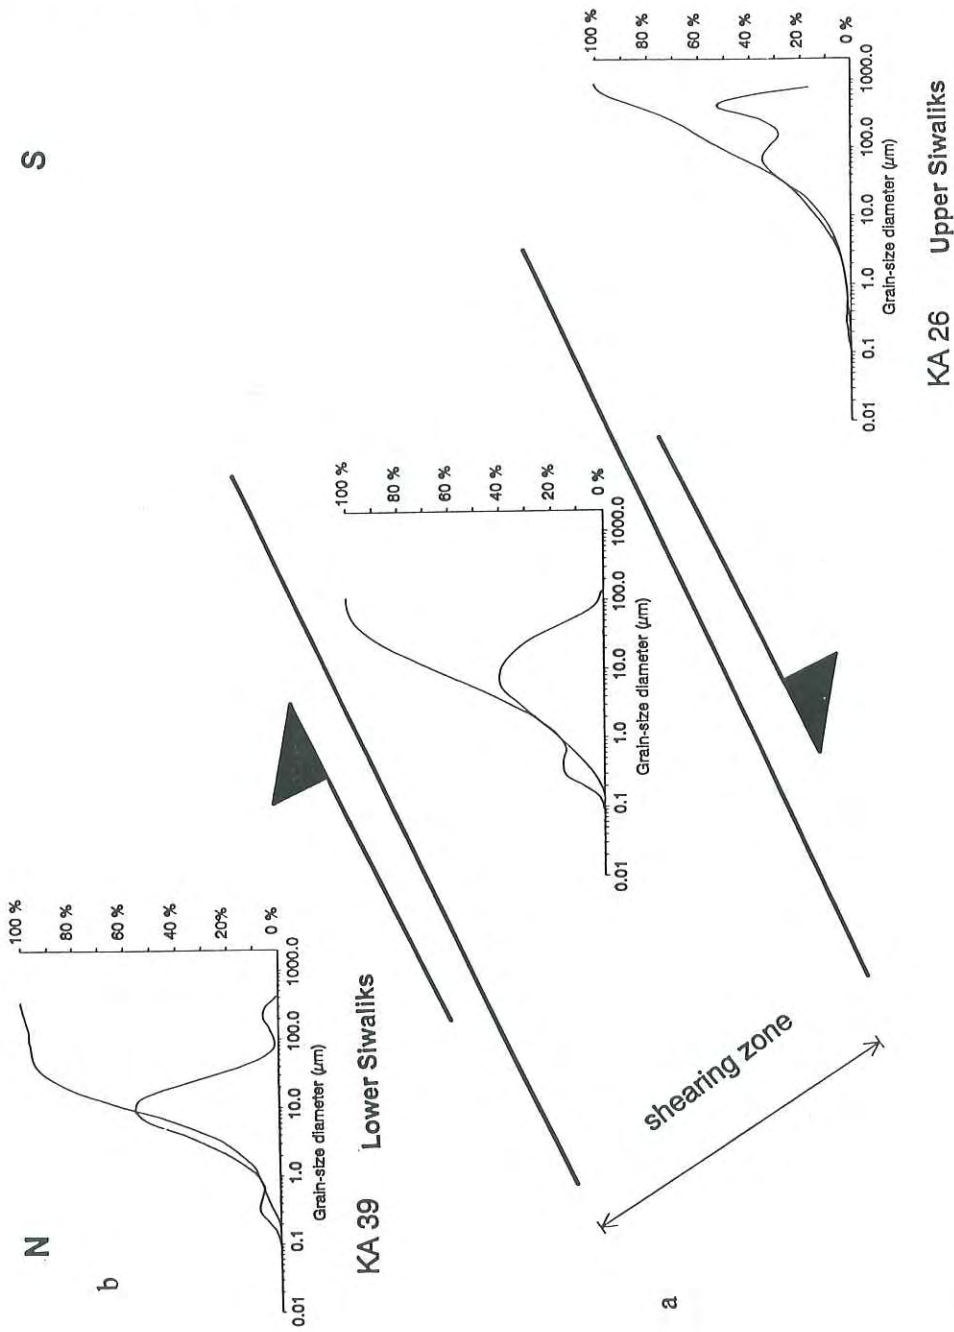 N
S
b
100 %
80 %
60 %
40 %
20%
0 %
0.01 0.1 1.0 10.0 100.0 1000.0
Grain-size diameter (µm)
KA 39 Lower Siwaliks
100 %
80 %
60 %
40 %
20 %
0 %
0.01 0.1 1.0 10.0 100.0 1000.0
Grain-size diameter (µm)
100 %
80 %
60 %
40 %
20 %
0 %
0.01 0.1 1.0 10.0 100.0 1000.0
Grain-size diameter (µm)
KA 26 Upper Siwaliks
shearing zone
a